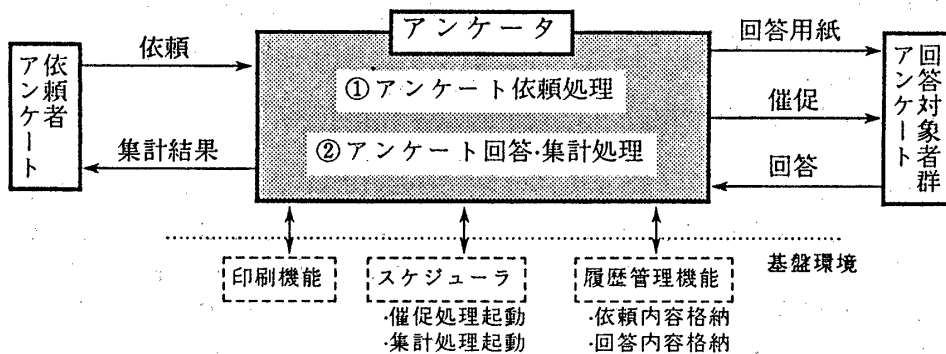 アンケータ
依頼
回答用紙
アンケート
依頼者
①アンケート依頼処理
催促
アンケート
回答対象者群
集計結果
②アンケート回答·集計処理
回答
基盤環境
印刷機能
スケジューラ
履歴管理機能
·催促処理起動
·依頼内容格納
·集計処理起動
·回答内容格納